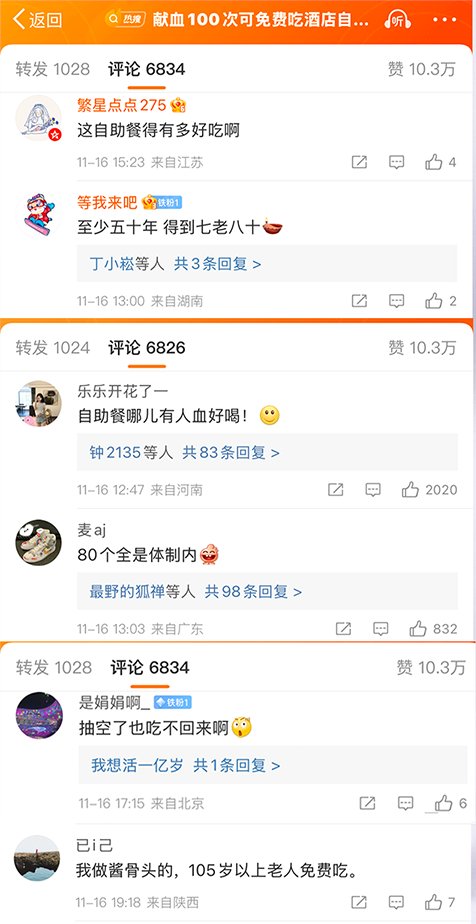 返回 热搜 献血100次可免费吃酒店自... 听
转发 1028 评论 6834 赞 10.3万
繁星点点275
这自助餐得有多好吃啊
11-16 15:23 来自江苏 4
等我来吧 铁粉1
至少五十年 得到七老八十
丁小崧等人 共3条回复 >
11-16 13:00 来自湖南 2
转发 1024 评论 6826 赞 10.3万
乐乐开花了一
自助餐哪儿有人血好喝!
钟2135等人 共83条回复 >
11-16 12:47 来自河南 2020
麦aj
80个全是体制内
最野的狐禅等人 共98条回复 >
11-16 13:03 来自广东 832
转发 1028 评论 6834 赞 10.3万
是娟娟啊_ 铁粉1
抽空了也吃不回来啊
我想活一亿岁 共1条回复 >
11-16 17:15 来自北京 6
已i己
我做酱骨头的，105岁以上老人免费吃。
11-16 19:18 来自陕西 7